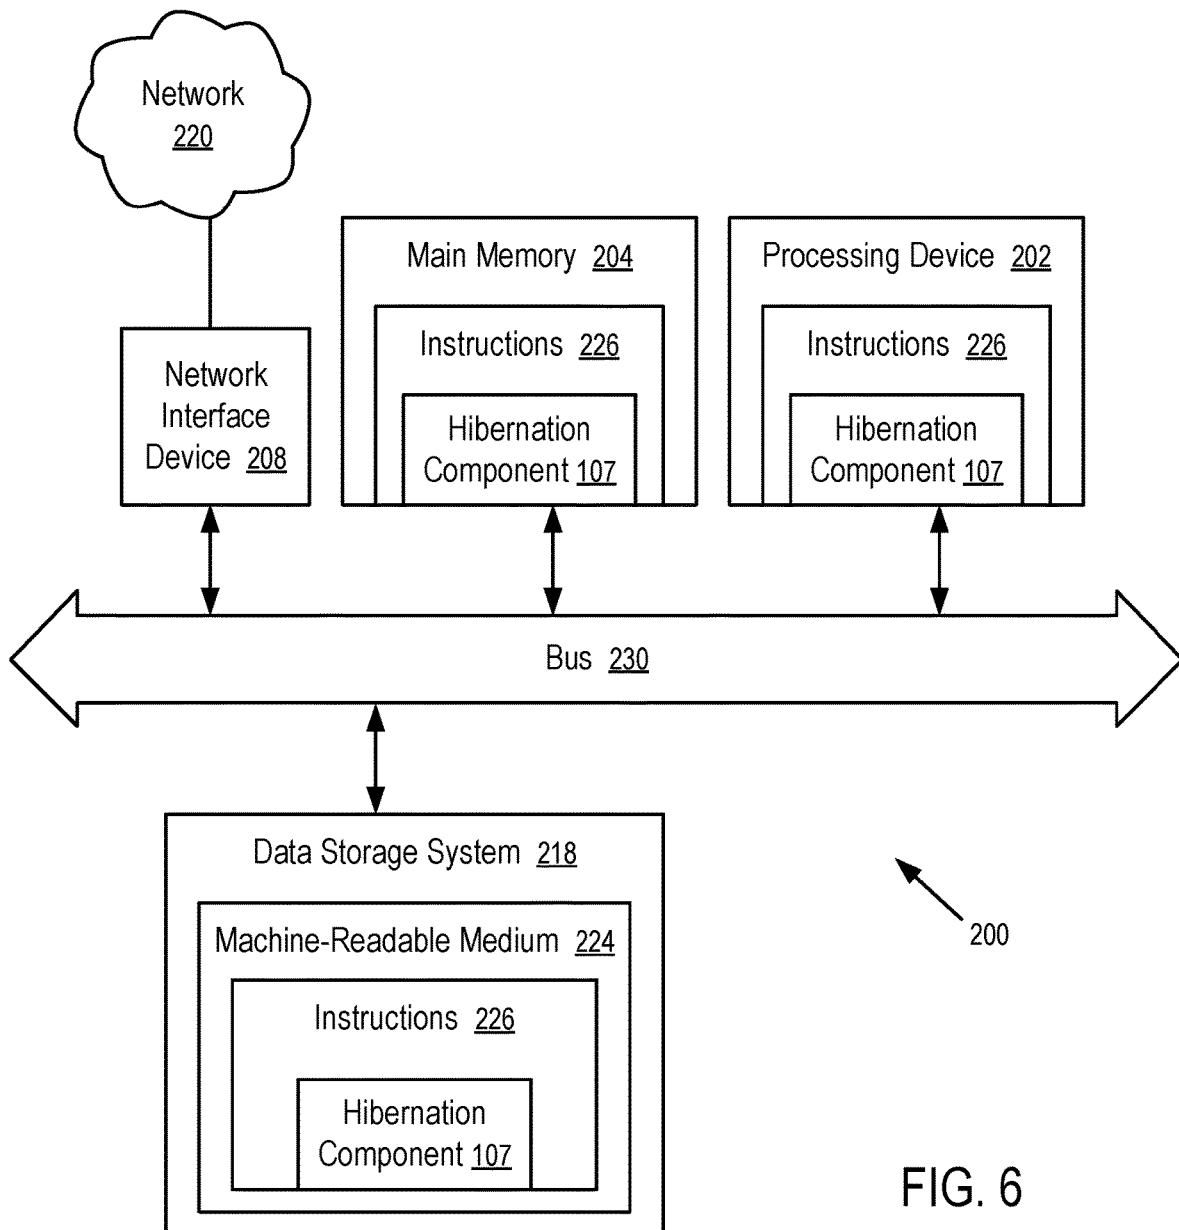 Network
220
Main Memory 204
Processing Device 202
Instructions 226
Instructions 226
Network
Interface
Device 208
Hibernation
Component 107
Hibernation
Component 107
Bus 230
Data Storage System 218
Machine-Readable Medium 224
Instructions 226
Hibernation
Component 107
200
FIG. 6